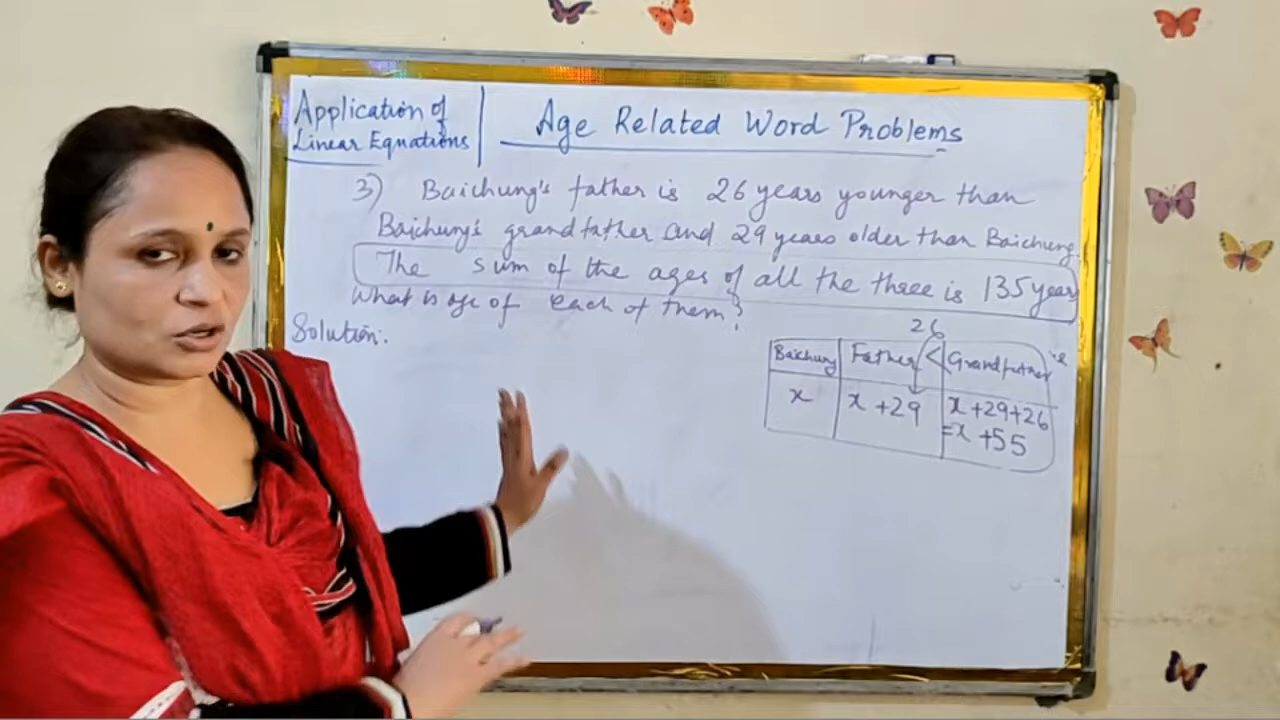 Application of
Linear Equations
Age Related Word Problems
3) Baichung's father is 26 years younger than
Baichung's grandfather and 29 years older than Baichung.
The sum of the ages of all the three is 135 years
What is age of each of them?
Solution:
26
Baichung Father < Grandfather
x x +29 x +29+26
=x +55